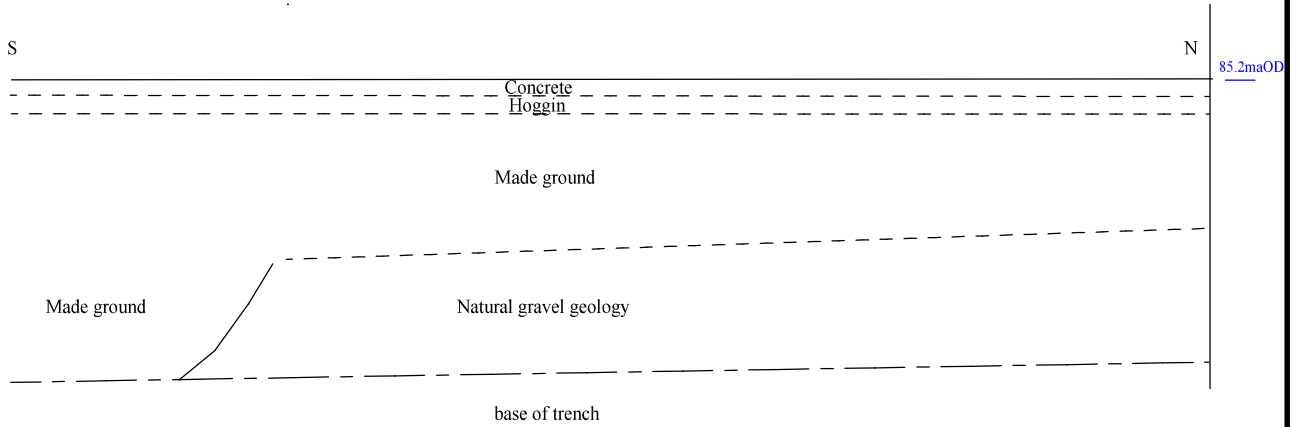 S
N
85.2maOD
Concrete
Hoggin
Made ground
Made ground
Natural gravel geology
base of trench